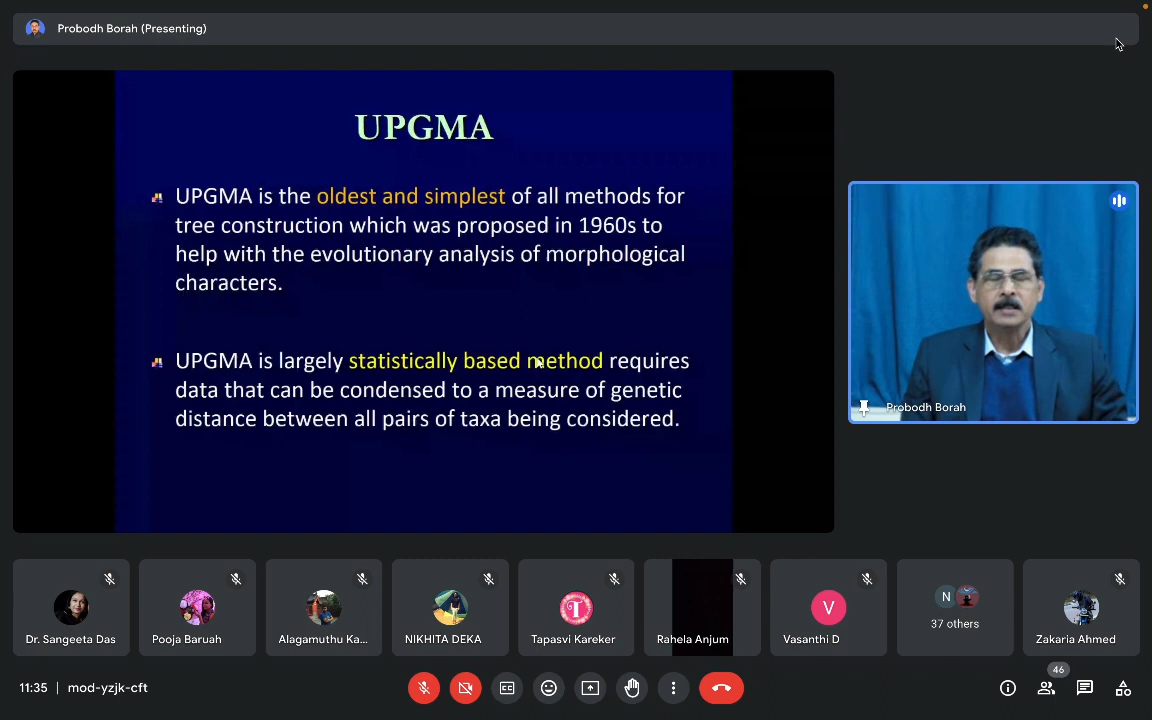 Probodh Borah (Presenting)
UPGMA
UPGMA is the oldest and simplest of all methods for
tree construction which was proposed in 1960s to
help with the evolutionary analysis of morphological
characters.
UPGMA is largely statistically based method requires
data that can be condensed to a measure of genetic
distance between all pairs of taxa being considered.
Probodh Borah
Dr. Sangeeta Das
Pooja Baruah
Alagamuthu Ka...
NIKHITA DEKA
T
Tapasvi Kareker
Rahela Anjum
V
Vasanthi D
N
37 others
Zakaria Ahmed
11:35 | mod-yzjk-cft
CC
46